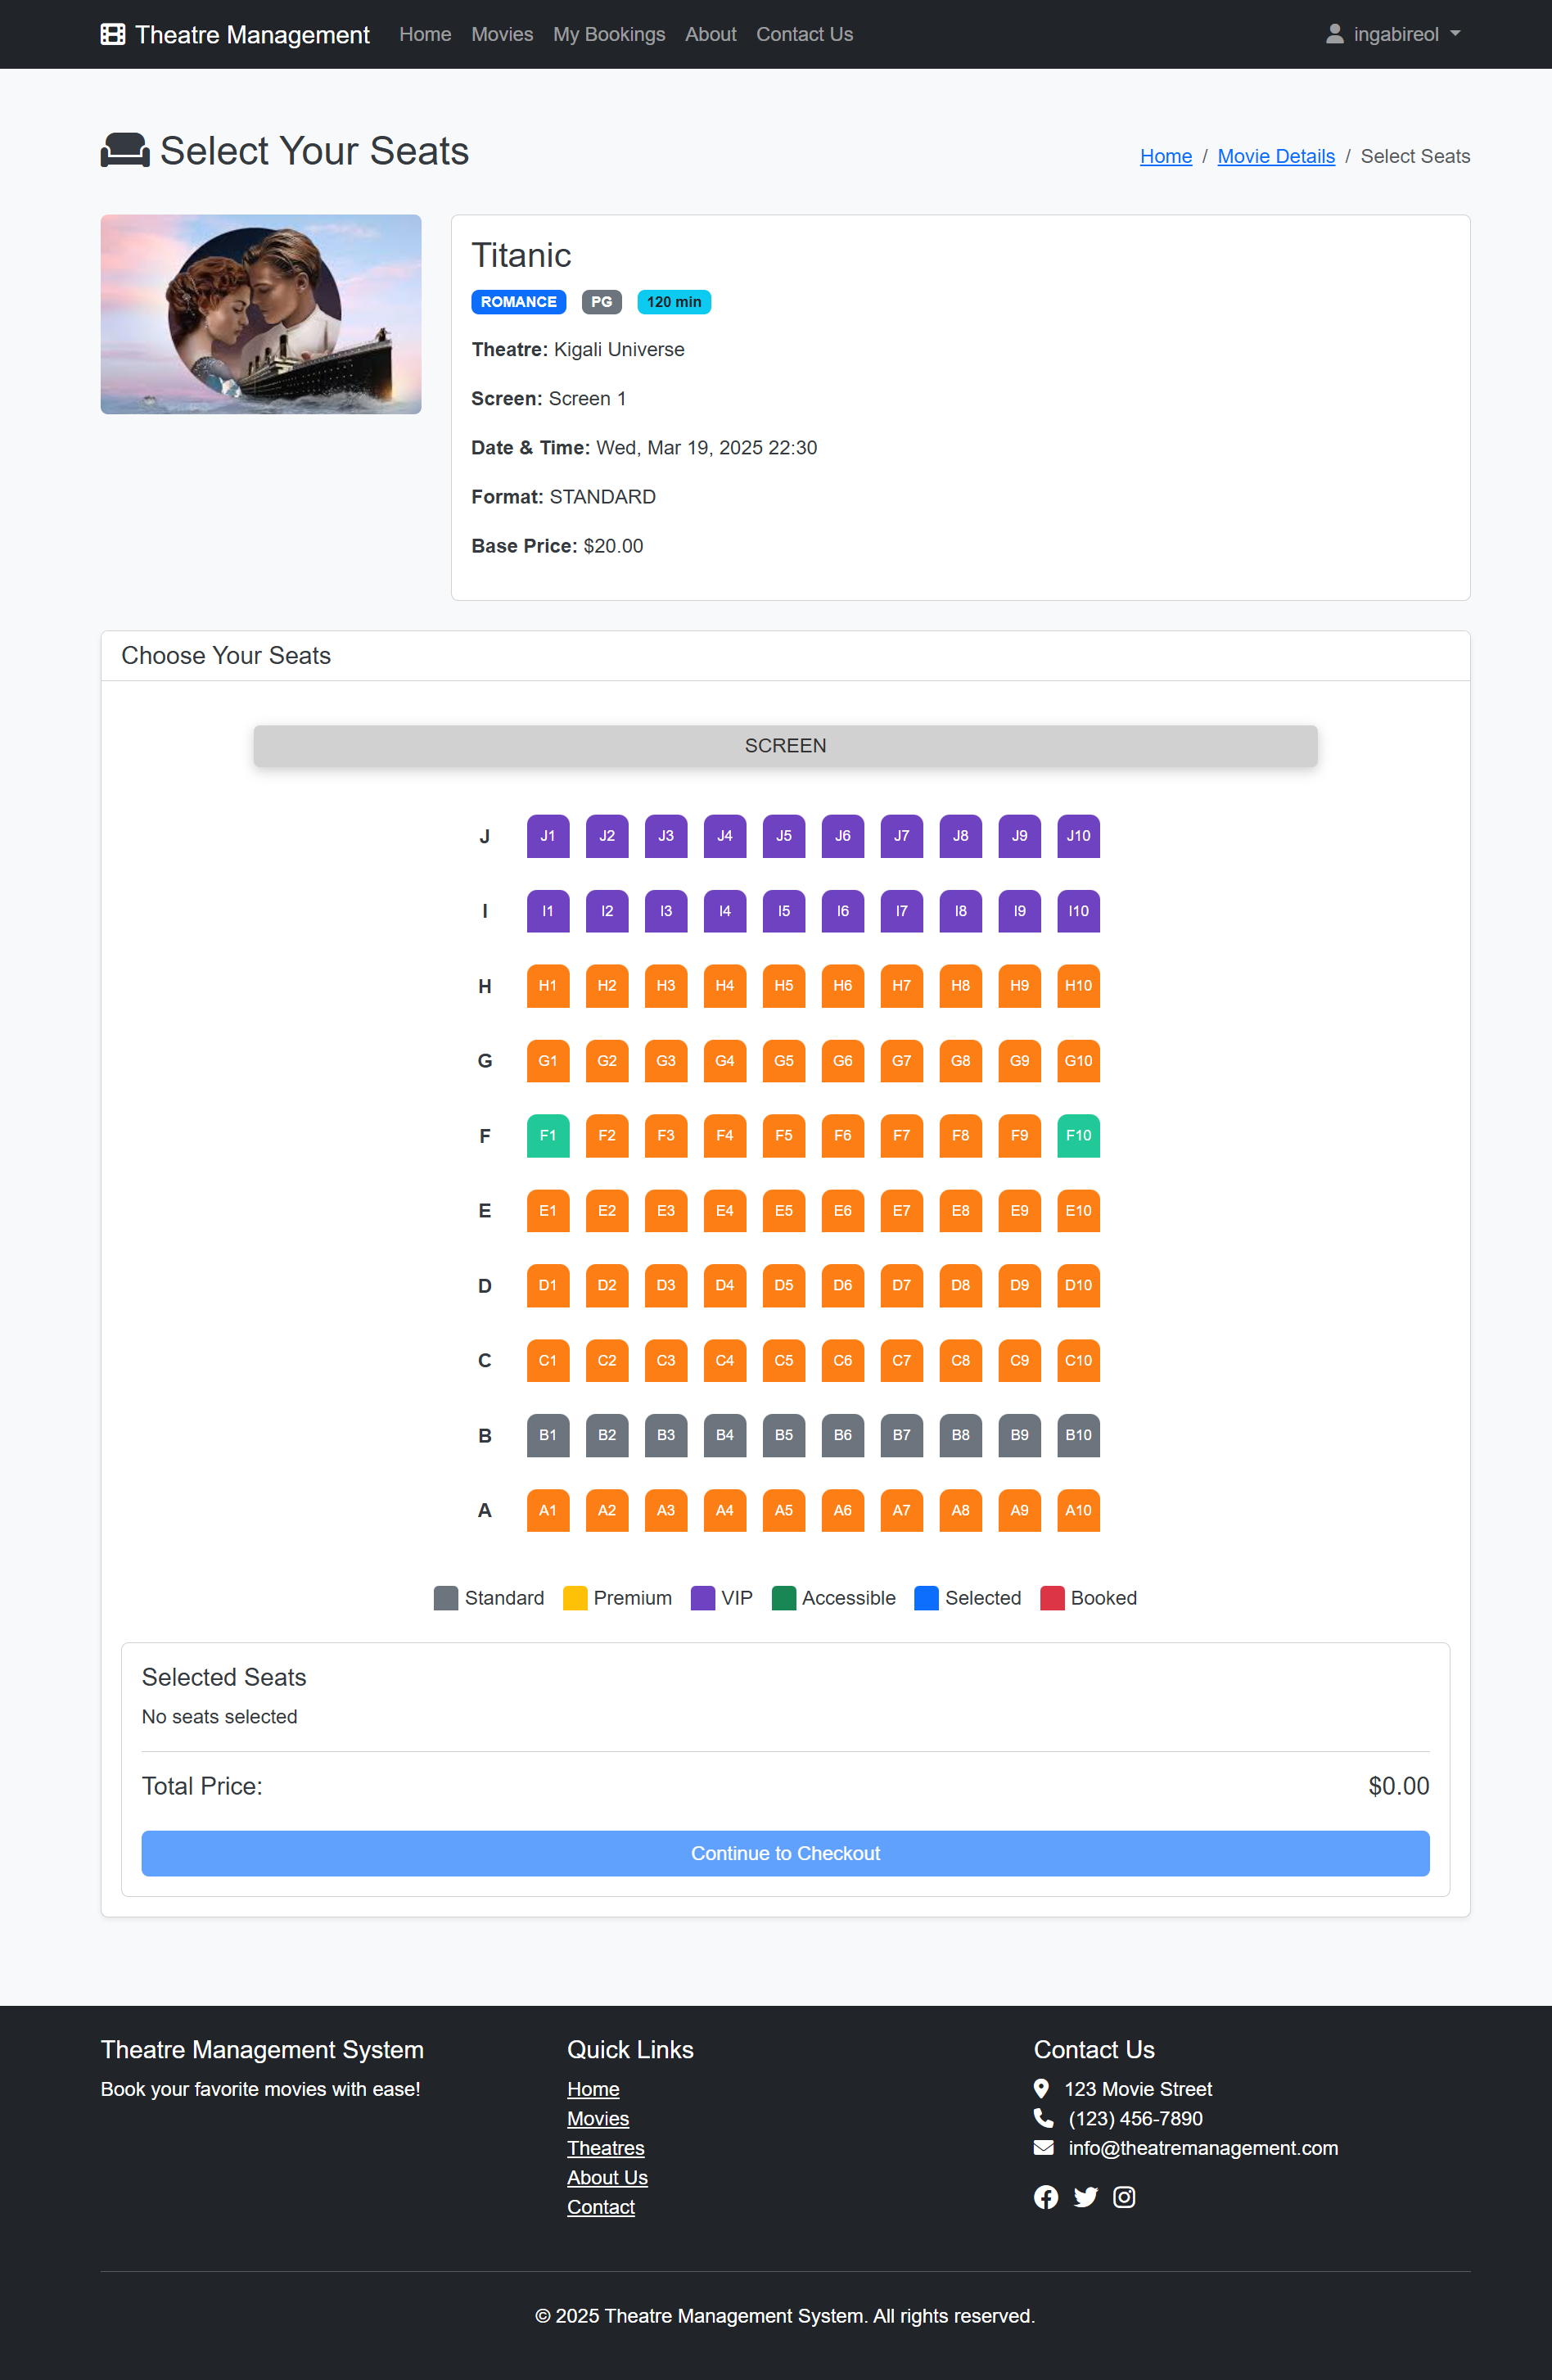 Theatre Management Home Movies My Bookings About Contact Us ingabireol
Select Your Seats
Home / Movie Details / Select Seats
Titanic
ROMANCE PG 120 min
Theatre: Kigali Universe
Screen: Screen 1
Date & Time: Wed, Mar 19, 2025 22:30
Format: STANDARD
Base Price: $20.00
Choose Your Seats
SCREEN
J J1 J2 J3 J4 J5 J6 J7 J8 J9 J10
I I1 I2 I3 I4 I5 I6 I7 I8 I9 I10
H H1 H2 H3 H4 H5 H6 H7 H8 H9 H10
G G1 G2 G3 G4 G5 G6 G7 G8 G9 G10
F F1 F2 F3 F4 F5 F6 F7 F8 F9 F10
E E1 E2 E3 E4 E5 E6 E7 E8 E9 E10
D D1 D2 D3 D4 D5 D6 D7 D8 D9 D10
C C1 C2 C3 C4 C5 C6 C7 C8 C9 C10
B B1 B2 B3 B4 B5 B6 B7 B8 B9 B10
A A1 A2 A3 A4 A5 A6 A7 A8 A9 A10
Standard Premium VIP Accessible Selected Booked
Selected Seats
No seats selected
Total Price: $0.00
Continue to Checkout
Theatre Management System
Book your favorite movies with ease!
Quick Links
Home
Movies
Theatres
About Us
Contact
Contact Us
123 Movie Street
(123) 456-7890
info@theatremanagement.com
© 2025 Theatre Management System. All rights reserved.